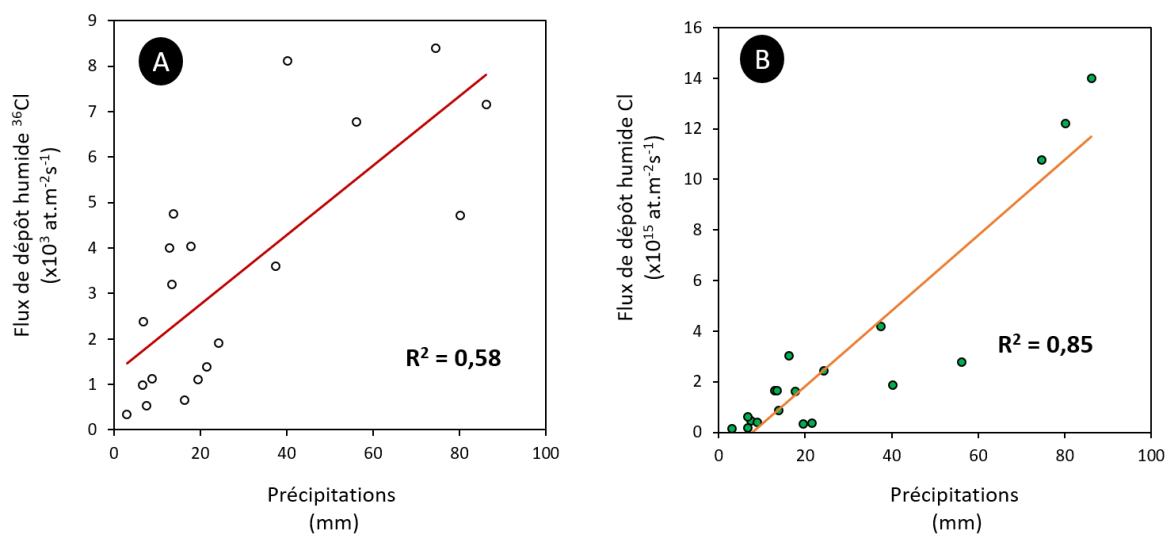 A
Flux de dépôt humide ³⁶Cl
(x10³ at.m⁻²s⁻¹)
9
8
7
6
5
4
3
2
1
0
R² = 0,58
0 20 40 60 80 100
Précipitations
(mm)
B
Flux de dépôt humide Cl
(x10¹⁵ at.m⁻²s⁻¹)
16
14
12
10
8
6
4
2
0
R² = 0,85
0 20 40 60 80 100
Précipitations
(mm)